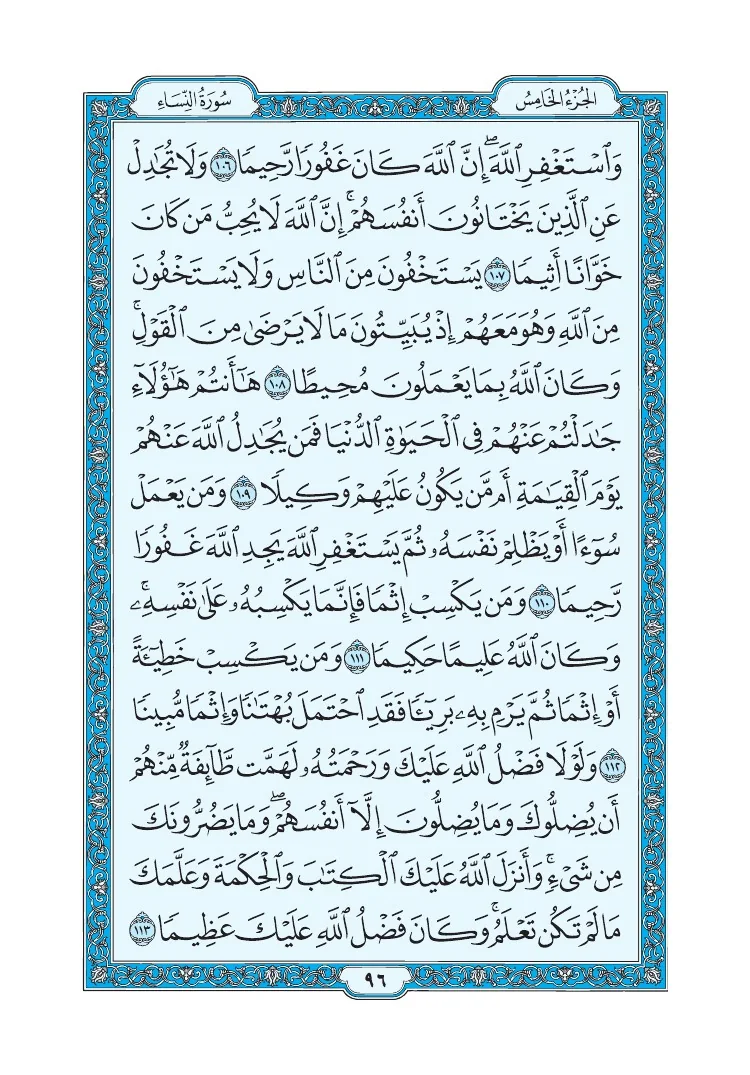 الجُزْءُ الخَامِسُ
سُورَةُ النِّسَاءِ
وَٱسْتَغْفِرِ ٱللَّهَۖ إِنَّ ٱللَّهَ كَانَ غَفُورًا رَّحِيمًا ١٠٦ وَلَا تُجَٰدِلْ
عَنِ ٱلَّذِينَ يَخْتَانُونَ أَنفُسَهُمْۚ إِنَّ ٱللَّهَ لَا يُحِبُّ مَن كَانَ
خَوَّانًا أَثِيمًا ١٠٧ يَسْتَخْفُونَ مِنَ ٱلنَّاسِ وَلَا يَسْتَخْفُونَ
مِنَ ٱللَّهِ وَهُوَ مَعَهُمْ إِذْ يُبَيِّتُونَ مَا لَا يَرْضَىٰ مِنَ ٱلْقَوْلِۚ
وَكَانَ ٱللَّهُ بِمَا يَعْمَلُونَ مُحِيطًا ١٠٨ هَٰٓأَنتُمْ هَٰٓؤُلَآءِ
جَٰدَلْتُمْ عَنْهُمْ فِى ٱلْحَيَوٰةِ ٱلدُّنْيَا فَمَن يُجَٰدِلُ ٱللَّهَ عَنْهُمْ
يَوْمَ ٱلْقِيَٰمَةِ أَم مَّن يَكُونُ عَلَيْهِمْ وَكِيلًا ١٠٩ وَمَن يَعْمَلْ
سُوٓءًا أَوْ يَظْلِمْ نَفْسَهُۥ ثُمَّ يَسْتَغْفِرِ ٱللَّهَ يَجِدِ ٱللَّهَ غَفُورًا
رَّحِيمًا ١١٠ وَمَن يَكْسِبْ إِثْمًا فَإِنَّمَا يَكْسِبُهُۥ عَلَىٰ نَفْسِهِۦۚ
وَكَانَ ٱللَّهُ عَلِيمًا حَكِيمًا ١١١ وَمَن يَكْسِبْ خَطِيٓـَٔةً
أَوْ إِثْمًا ثُمَّ يَرْمِ بِهِۦ بَرِيٓـًٔا فَقَدِ ٱحْتَمَلَ بُهْتَٰنًا وَإِثْمًا مُّبِينًا
١١٢ وَلَوْلَا فَضْلُ ٱللَّهِ عَلَيْكَ وَرَحْمَتُهُۥ لَهَمَّت طَّآئِفَةٌ مِّنْهُمْ
أَن يُضِلُّوكَ وَمَا يُضِلُّونَ إِلَّآ أَنفُسَهُمْۖ وَمَا يَضُرُّونَكَ
مِن شَىْءٍۚ وَأَنزَلَ ٱللَّهُ عَلَيْكَ ٱلْكِتَٰبَ وَٱلْحِكْمَةَ وَعَلَّمَكَ
مَا لَمْ تَكُن تَعْلَمُۚ وَكَانَ فَضْلُ ٱللَّهِ عَلَيْكَ عَظِيمًا ١١٣
٩٦